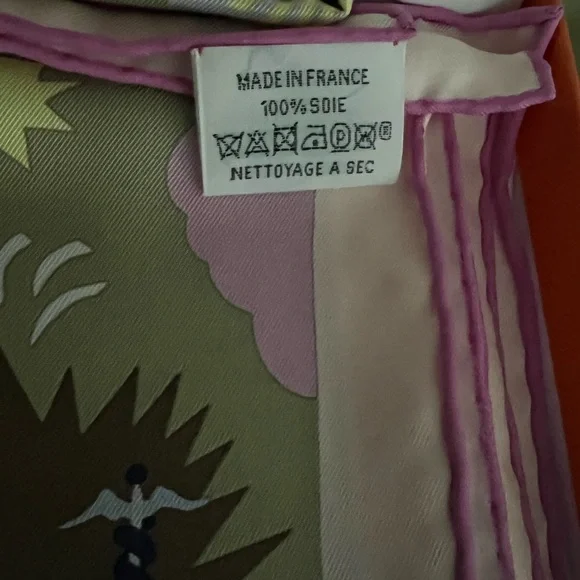 MADE IN FRANCE
100% SOIE
P ®
NETTOYAGE A SEC